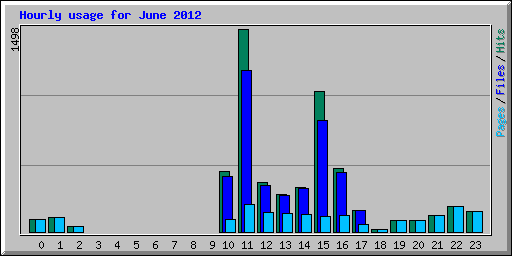 Hourly usage for June 2012
1498
Pages / Files / Hits
0 1 2 3 4 5 6 7 8 9 10 11 12 13 14 15 16 17 18 19 20 21 22 23